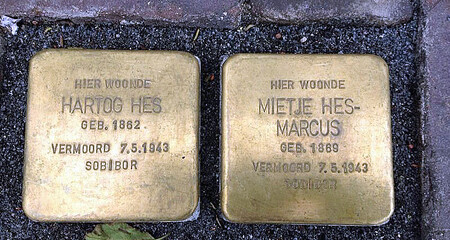 HIER WOONDE
HARTOG HES
GEB. 1862
VERMOORD 7.5.1943
SOBIBOR
HIER WOONDE
MIETJE HES-
MARCUS
GEB. 1869
VERMOORD 7.5.1943
SOBIBOR